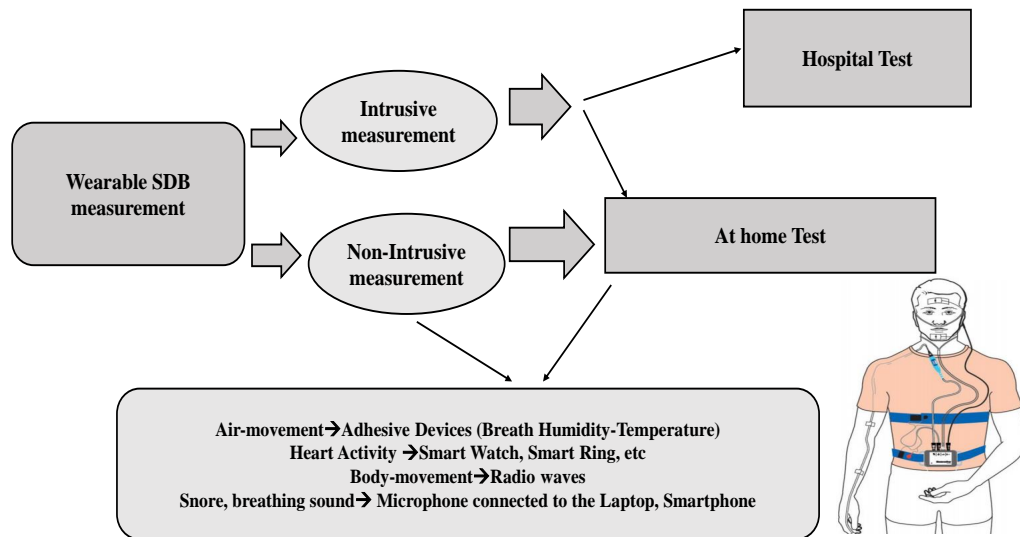 Hospital Test
Intrusive
measurement
Wearable SDB
measurement
At home Test
Non-Intrusive
measurement
Air-movement→Adhesive Devices (Breath Humidity-Temperature)
Heart Activity →Smart Watch, Smart Ring, etc
Body-movement→Radio waves
Snore, breathing sound→ Microphone connected to the Laptop, Smartphone